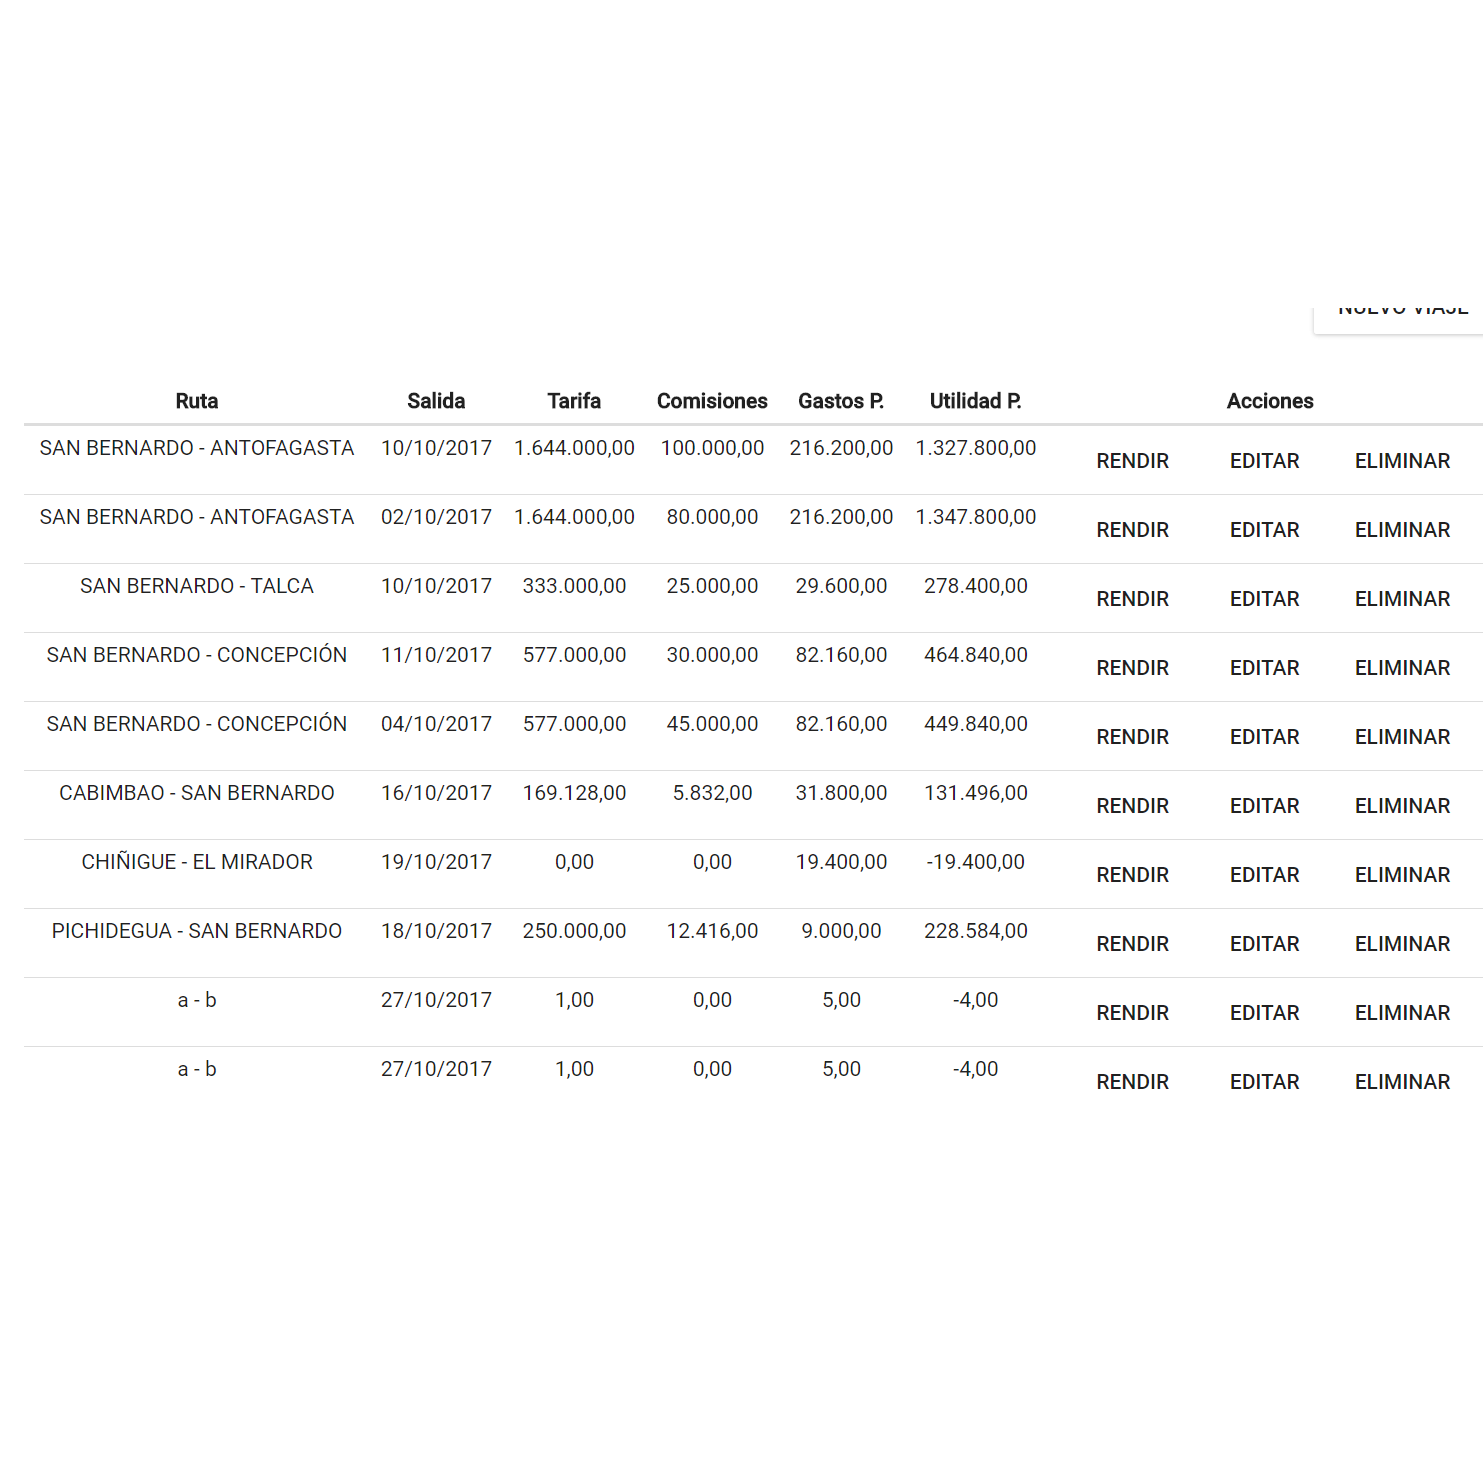 NUEVO VIAJE
Ruta Salida Tarifa Comisiones Gastos P. Utilidad P. Acciones
SAN BERNARDO - ANTOFAGASTA 10/10/2017 1.644.000,00 100.000,00 216.200,00 1.327.800,00 RENDIR EDITAR ELIMINAR
SAN BERNARDO - ANTOFAGASTA 02/10/2017 1.644.000,00 80.000,00 216.200,00 1.347.800,00 RENDIR EDITAR ELIMINAR
SAN BERNARDO - TALCA 10/10/2017 333.000,00 25.000,00 29.600,00 278.400,00 RENDIR EDITAR ELIMINAR
SAN BERNARDO - CONCEPCIÓN 11/10/2017 577.000,00 30.000,00 82.160,00 464.840,00 RENDIR EDITAR ELIMINAR
SAN BERNARDO - CONCEPCIÓN 04/10/2017 577.000,00 45.000,00 82.160,00 449.840,00 RENDIR EDITAR ELIMINAR
CABIMBAO - SAN BERNARDO 16/10/2017 169.128,00 5.832,00 31.800,00 131.496,00 RENDIR EDITAR ELIMINAR
CHIÑIGUE - EL MIRADOR 19/10/2017 0,00 0,00 19.400,00 -19.400,00 RENDIR EDITAR ELIMINAR
PICHIDEGUA - SAN BERNARDO 18/10/2017 250.000,00 12.416,00 9.000,00 228.584,00 RENDIR EDITAR ELIMINAR
a - b 27/10/2017 1,00 0,00 5,00 -4,00 RENDIR EDITAR ELIMINAR
a - b 27/10/2017 1,00 0,00 5,00 -4,00 RENDIR EDITAR ELIMINAR